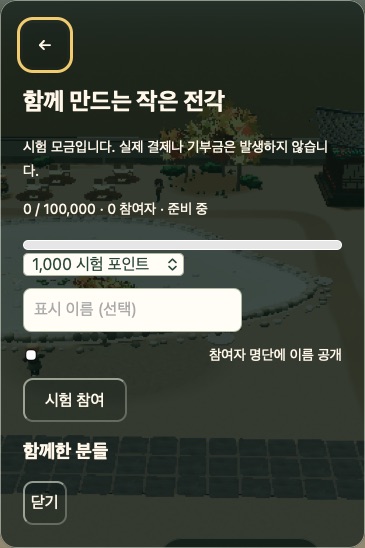 ←
함께 만드는 작은 전각
시험 모금입니다. 실제 결제나 기부금은 발생하지 않습니
다.
0 / 100,000 · 0 참여자 · 준비 중
1,000 시험 포인트
표시 이름 (선택)
참여자 명단에 이름 공개
시험 참여
함께한 분들
닫기